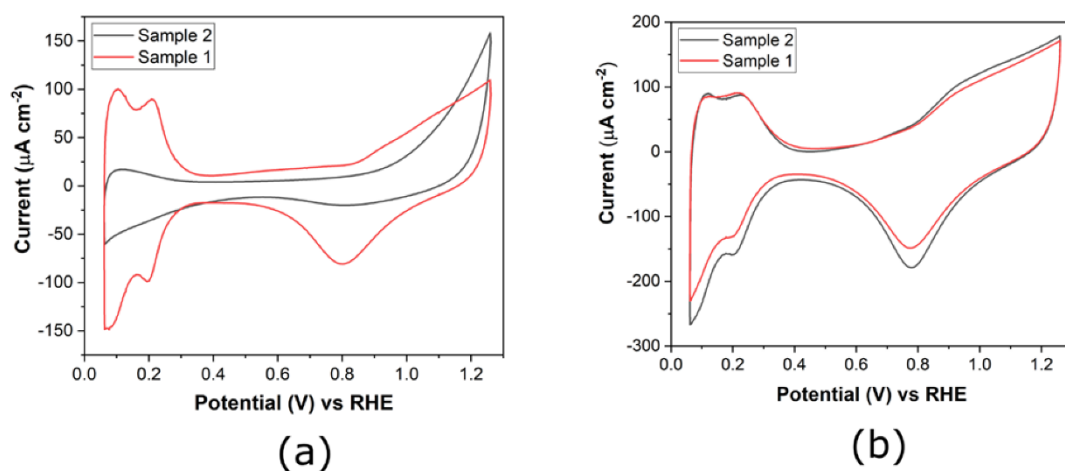 Sample 2
Sample 1
Current (μA cm-2)
150
100
50
0
-50
-100
-150
0.0 0.2 0.4 0.6 0.8 1.0 1.2
Potential (V) vs RHE
(a)
Sample 2
Sample 1
Current (μA cm-2)
200
100
0
-100
-200
-300
0.0 0.2 0.4 0.6 0.8 1.0 1.2
Potential (V) vs RHE
(b)